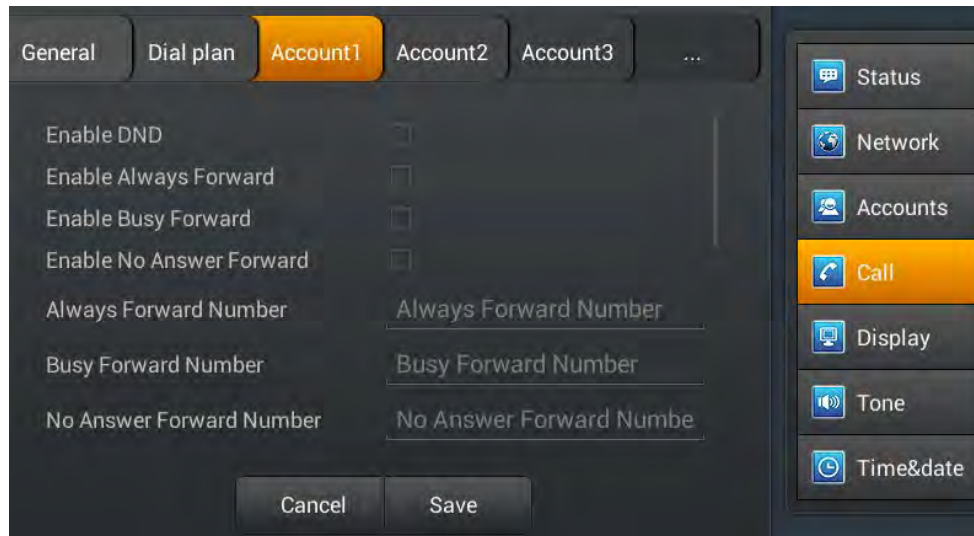 General Dial plan Account1 Account2 Account3 ...
Enable DND
Enable Always Forward
Enable Busy Forward
Enable No Answer Forward
Always Forward Number Always Forward Number
Busy Forward Number Busy Forward Number
No Answer Forward Number No Answer Forward Numbe
Cancel Save
Status
Network
Accounts
Call
Display
Tone
Time&date